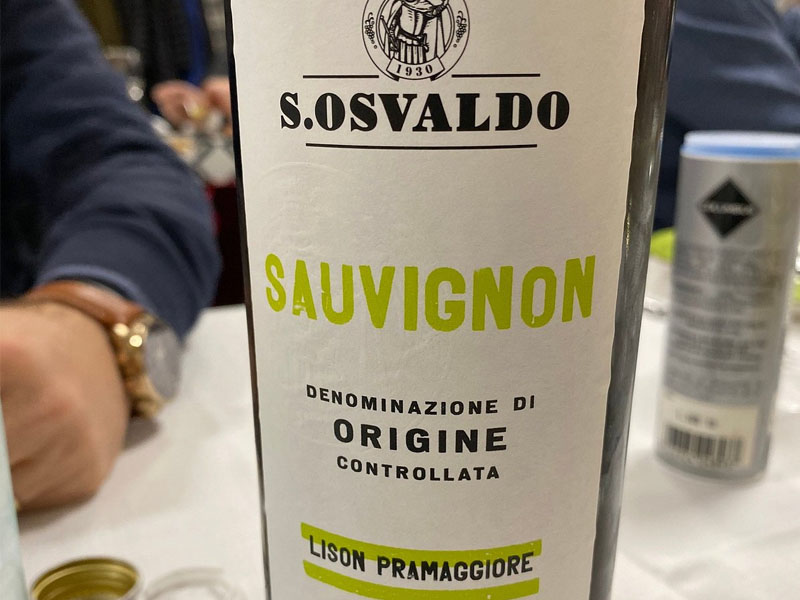 1930
S.OSVALDO
SAUVIGNON
DENOMINAZIONE DI
ORIGINE
CONTROLLATA
LISON PRAMAGGIORE